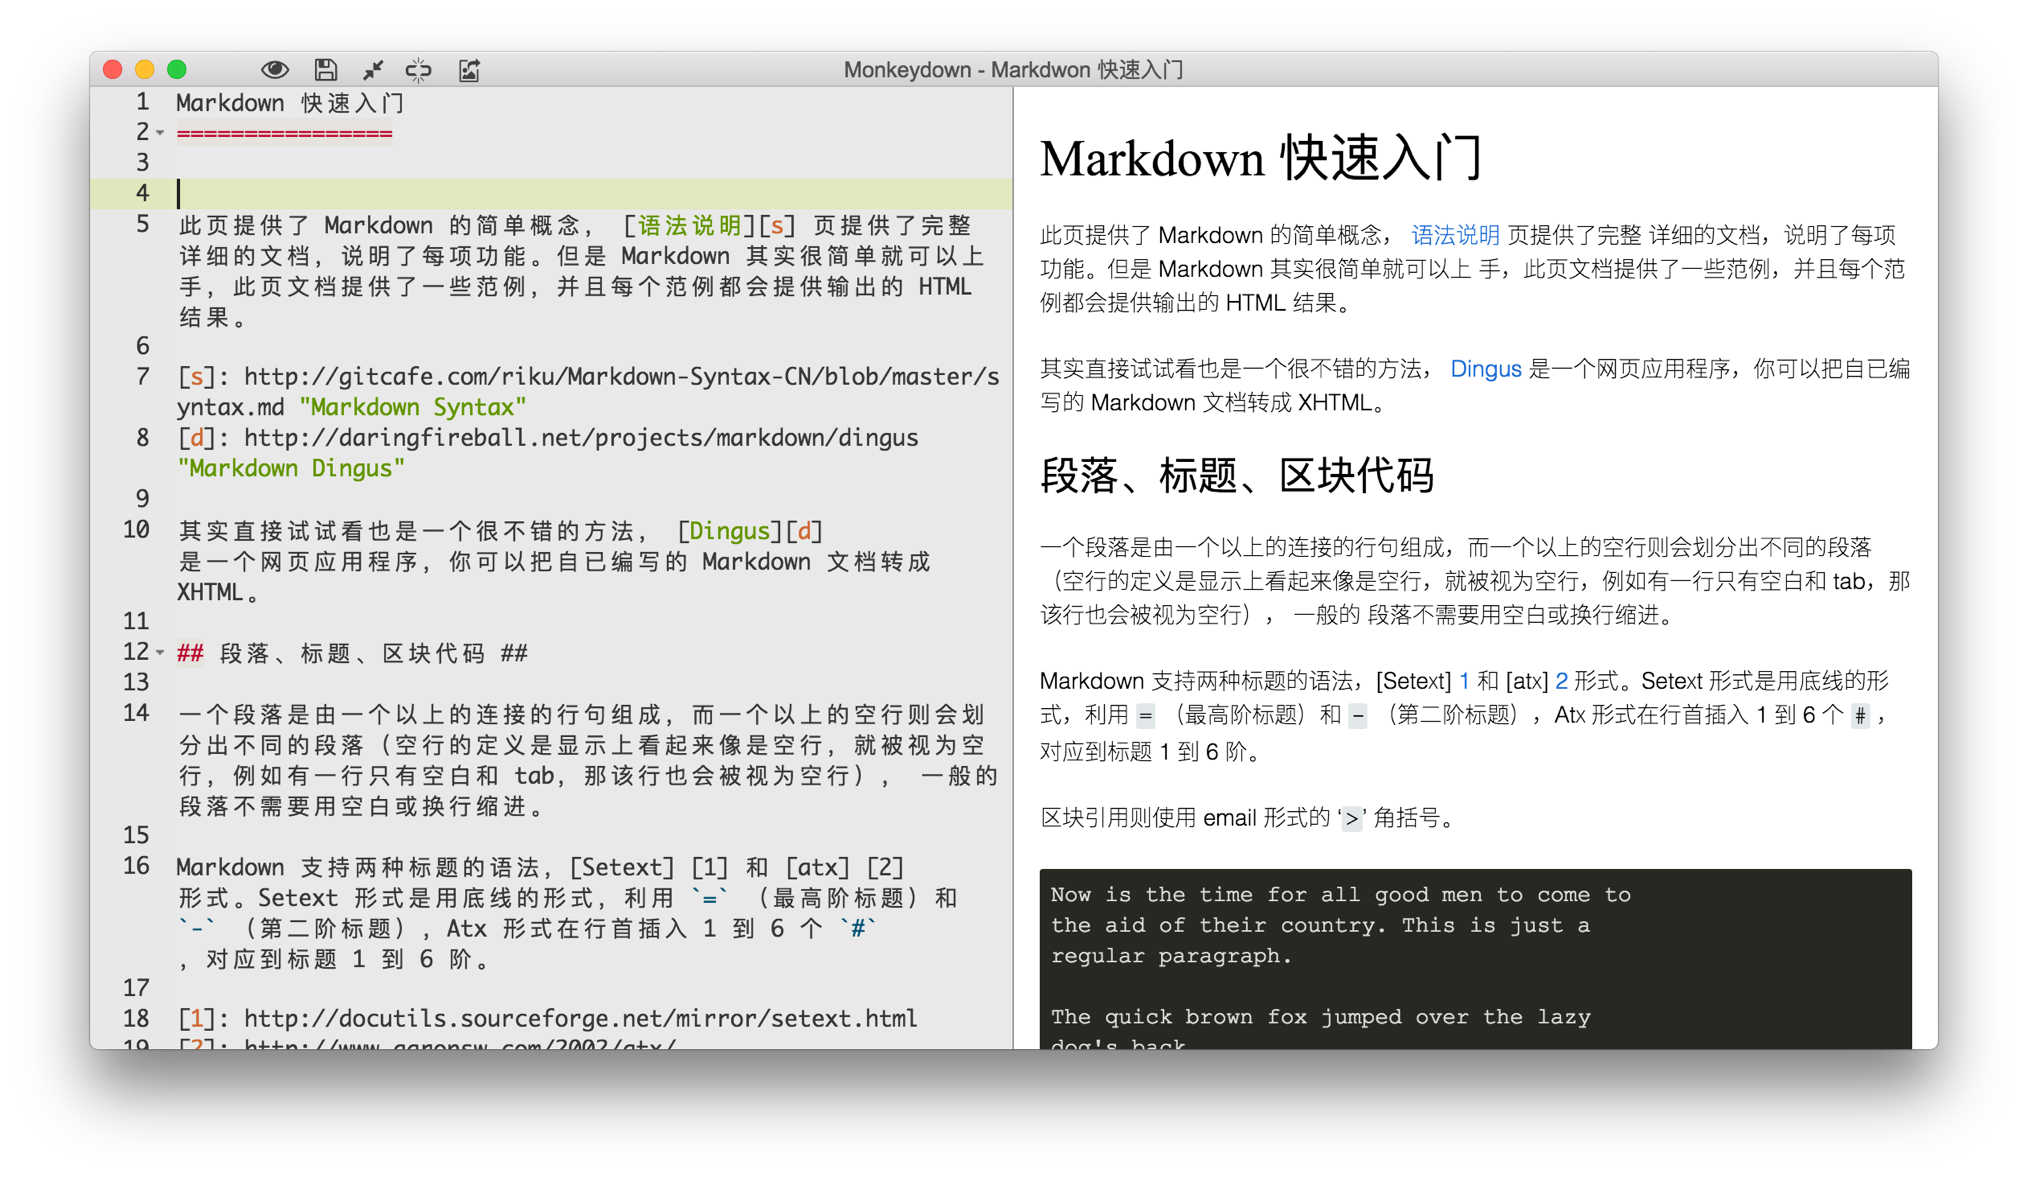 Monkeydown - Markdwon 快速入门
1 Markdown 快速入门
2 ================
3
4
5 此页提供了 Markdown 的简单概念， [语法说明][s] 页提供了完整
详细的文档，说明了每项功能。但是 Markdown 其实很简单就可以上
手，此页文档提供了一些范例，并且每个范例都会提供输出的 HTML
结果。
6
7 [s]: http://gitcafe.com/riku/Markdown-Syntax-CN/blob/master/s
yntax.md "Markdown Syntax"
8 [d]: http://daringfireball.net/projects/markdown/dingus
"Markdown Dingus"
9
10 其实直接试试看也是一个很不错的方法， [Dingus][d]
是一个网页应用程序，你可以把自已编写的 Markdown 文档转成
XHTML。
11
12 ## 段落、标题、区块代码 ##
13
14 一个段落是由一个以上的连接的行句组成，而一个以上的空行则会划
分出不同的段落（空行的定义是显示上看起来像是空行，就被视为空
行，例如有一行只有空白和 tab，那该行也会被视为空行）， 一般的
段落不需要用空白或换行缩进。
15
16 Markdown 支持两种标题的语法，[Setext] [1] 和 [atx] [2]
形式。Setext 形式是用底线的形式，利用 `=` （最高阶标题）和
`-` （第二阶标题），Atx 形式在行首插入 1 到 6 个 `#`
，对应到标题 1 到 6 阶。
17
18 [1]: http://docutils.sourceforge.net/mirror/setext.html
19 [2]: http://www.aaronsw.com/2002/atx/
Markdown 快速入门
此页提供了 Markdown 的简单概念， 语法说明 页提供了完整 详细的文档，说明了每项
功能。但是 Markdown 其实很简单就可以上 手，此页文档提供了一些范例，并且每个范
例都会提供输出的 HTML 结果。
其实直接试试看也是一个很不错的方法， Dingus 是一个网页应用程序，你可以把自已编
写的 Markdown 文档转成 XHTML。
段落、标题、区块代码
一个段落是由一个以上的连接的行句组成，而一个以上的空行则会划分出不同的段落
（空行的定义是显示上看起来像是空行，就被视为空行，例如有一行只有空白和 tab，那
该行也会被视为空行）， 一般的 段落不需要用空白或换行缩进。
Markdown 支持两种标题的语法，[Setext] 1 和 [atx] 2 形式。Setext 形式是用底线的形
式，利用 = （最高阶标题）和 - （第二阶标题），Atx 形式在行首插入 1 到 6 个 # ，
对应到标题 1 到 6 阶。
区块引用则使用 email 形式的 ‘>’ 角括号。
Now is the time for all good men to come to
the aid of their country. This is just a
regular paragraph.
The quick brown fox jumped over the lazy
dog's back